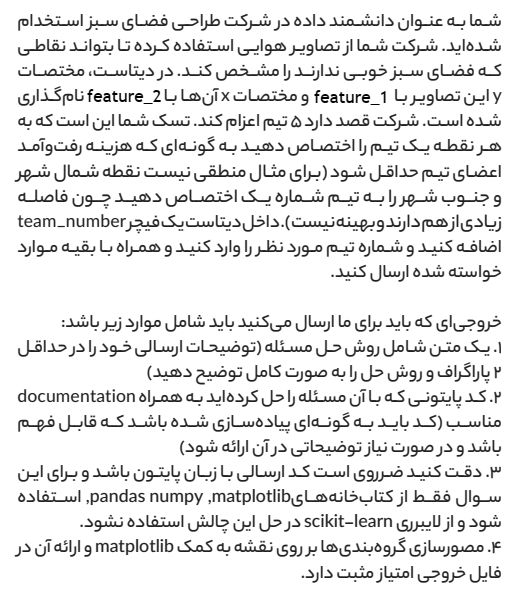 شما به عنوان دانشمند داده در شرکت طراحی فضای سبز استخدام
شده‌اید. شرکت شما از تصاویر هوایی استفاده کرده تا بتواند نقاطی
که فضای سبز خوبی ندارند را مشخص کند. در دیتاست، مختصات
y این تصاویر با feature_1 و مختصات x آن‌ها با feature_2 نام‌گذاری
شده است. شرکت قصد دارد ۵ تیم اعزام کند. تسک شما این است که به
هر نقطه یک تیم را اختصاص دهید به گونه‌ای که هزینه رفت‌وآمد
اعضای تیم حداقل شود (برای مثال منطقی نیست نقطه شمال شهر
و جنوب شهر را به تیم شماره یک اختصاص دهید چون فاصله
زیادی از هم دارند و بهینه نیست). داخل دیتاست یک فیچر team_number
اضافه کنید و شماره تیم مورد نظر را وارد کنید و همراه با بقیه موارد
خواسته شده ارسال کنید.
خروجی‌ای که باید برای ما ارسال می‌کنید باید شامل موارد زیر باشد:
۱. یک متن شامل روش حل مسئله (توضیحات ارسالی خود را در حداقل
۲ پاراگراف و روش حل را به صورت کامل توضیح دهید)
۲. کد پایتونی که با آن مسئله را حل کرده‌اید به همراه documentation
مناسب (کد باید به گونه‌ای پیاده‌سازی شده باشد که قابل فهم
باشد و در صورت نیاز توضیحاتی در آن ارائه شود)
۳. دقت کنید ضرروی است کد ارسالی با زبان پایتون باشد و برای این
سوال فقط از کتاب‌خانه‌های pandas numpy ,matplotlib, استفاده
شود و از لایبرری scikit-learn در حل این چالش استفاده نشود.
۴. مصورسازی گروه‌بندی‌ها بر روی نقشه به کمک matplotlib و ارائه آن در
فایل خروجی امتیاز مثبت دارد.